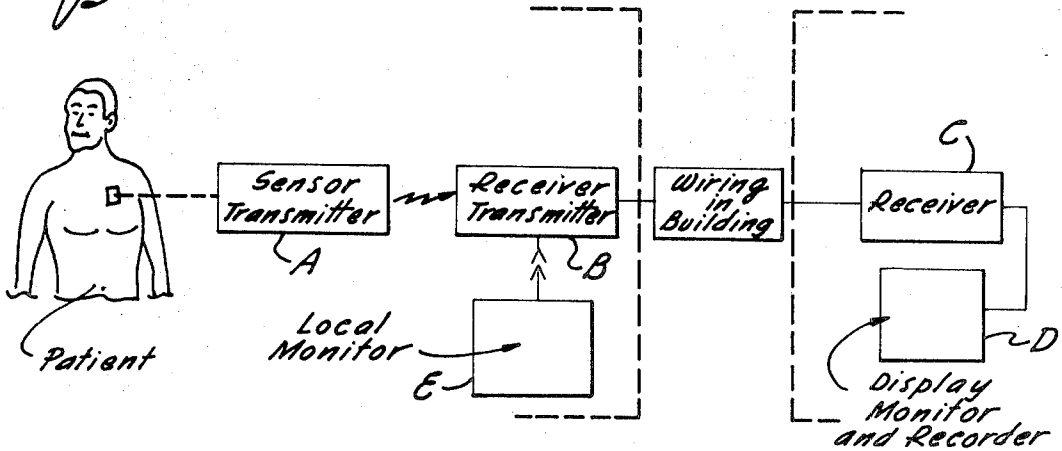 Sensor
Transmitter
A
Receiver
Transmitter
B
Wiring
in
Building
C
Receiver
Patient
Local
Monitor
E
D
Display
Monitor
and Recorder